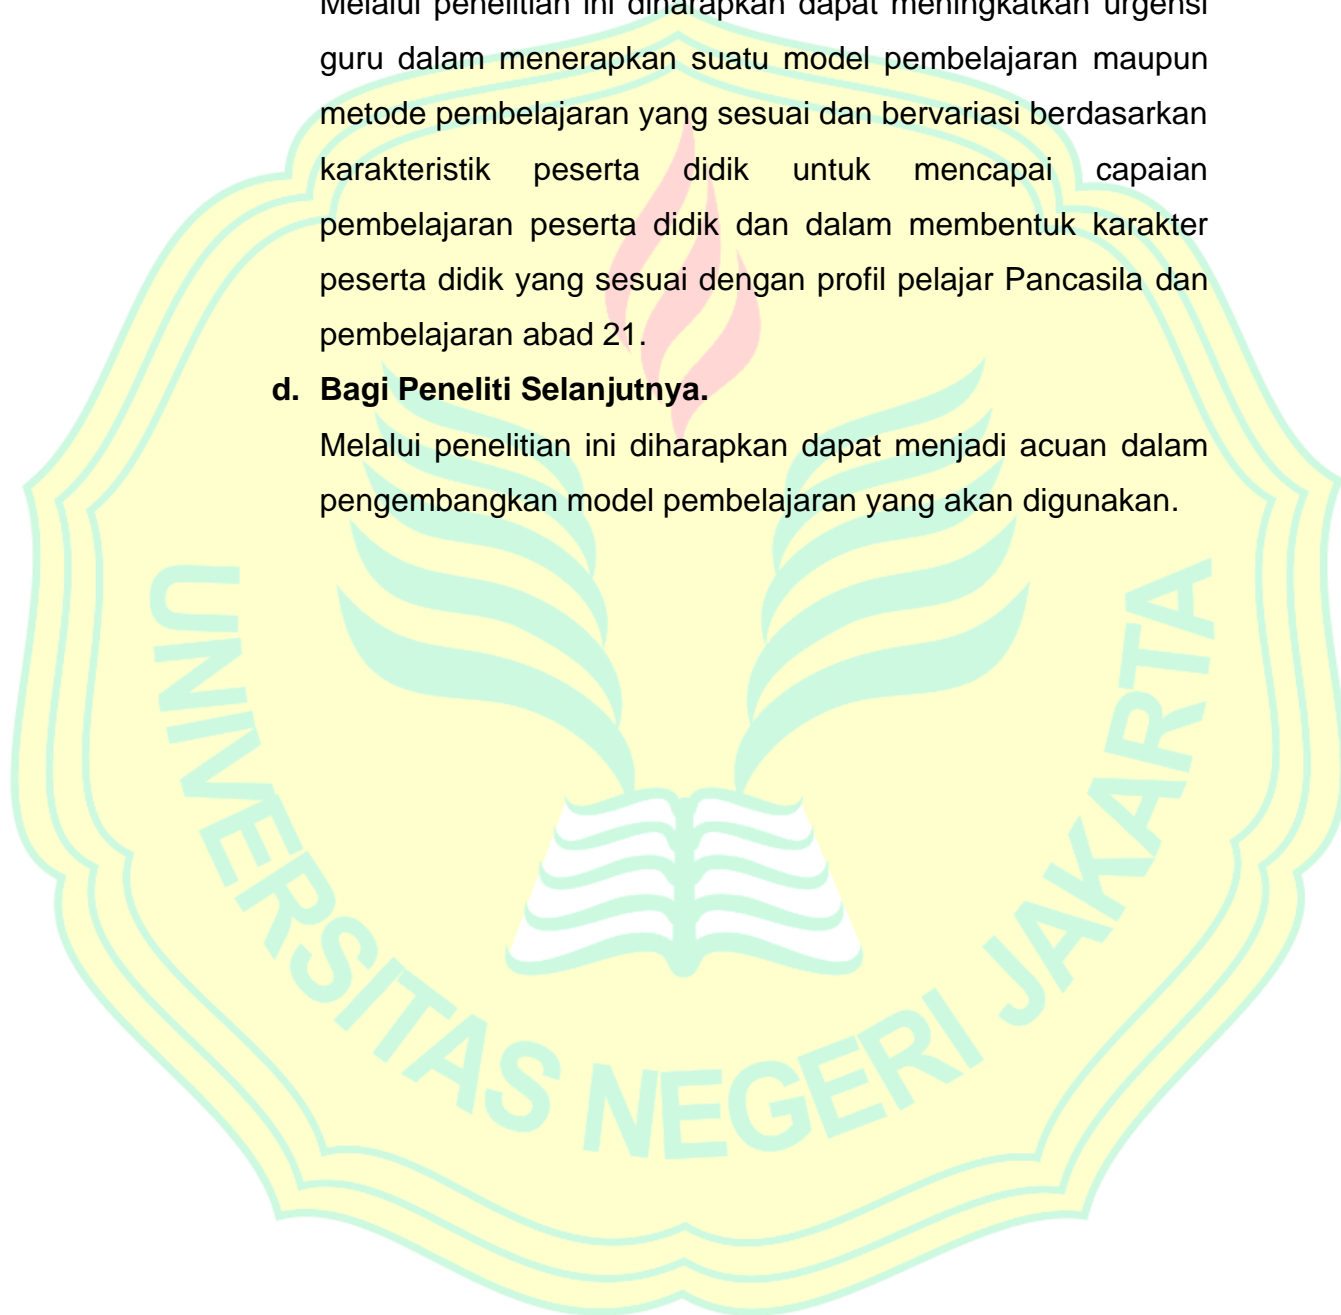 Melalui penelitian ini diharapkan dapat meningkatkan urgensi
guru dalam menerapkan suatu model pembelajaran maupun
metode pembelajaran yang sesuai dan bervariasi berdasarkan
karakteristik peserta didik untuk mencapai capaian
pembelajaran peserta didik dan dalam membentuk karakter
peserta didik yang sesuai dengan profil pelajar Pancasila dan
pembelajaran abad 21.
d. Bagi Peneliti Selanjutnya.
Melalui penelitian ini diharapkan dapat menjadi acuan dalam
pengembangkan model pembelajaran yang akan digunakan.
UNIVERSITAS NEGERI JAKARTA